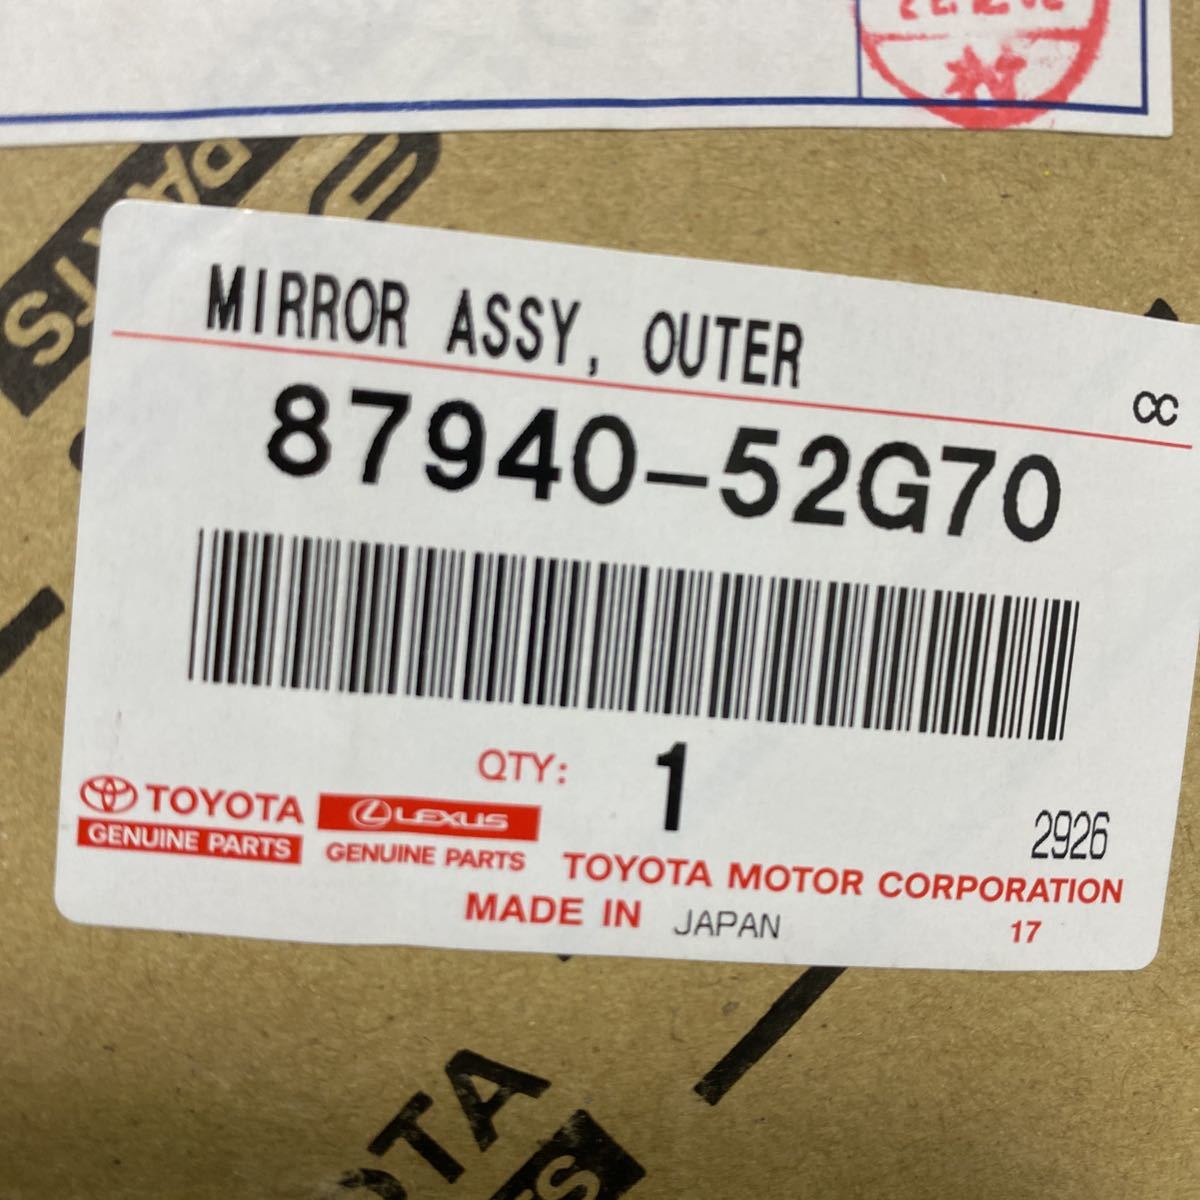 PARTS
MIRROR ASSY, OUTER
CC
87940-52G70
QTY: 1
TOYOTA
GENUINE PARTS
LEXUS
GENUINE PARTS
2926
TOYOTA MOTOR CORPORATION
MADE IN JAPAN
17